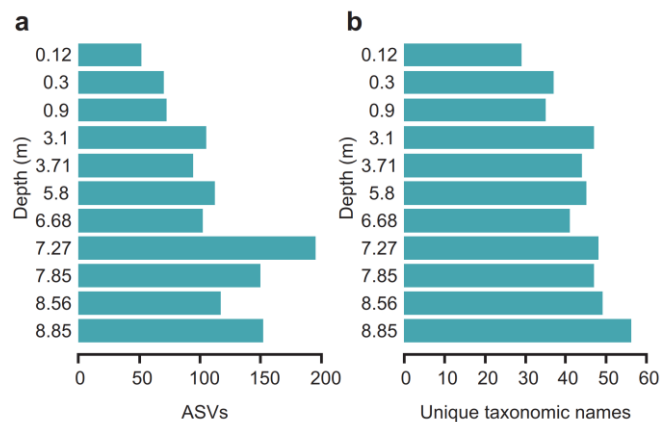 a
0.12
0.3
0.9
3.1
3.71
5.8
6.68
7.27
7.85
8.56
8.85
Depth (m)
0 50 100 150 200
ASVs
b
0.12
0.3
0.9
3.1
3.71
5.8
6.68
7.27
7.85
8.56
8.85
Depth (m)
0 10 20 30 40 50 60
Unique taxonomic names